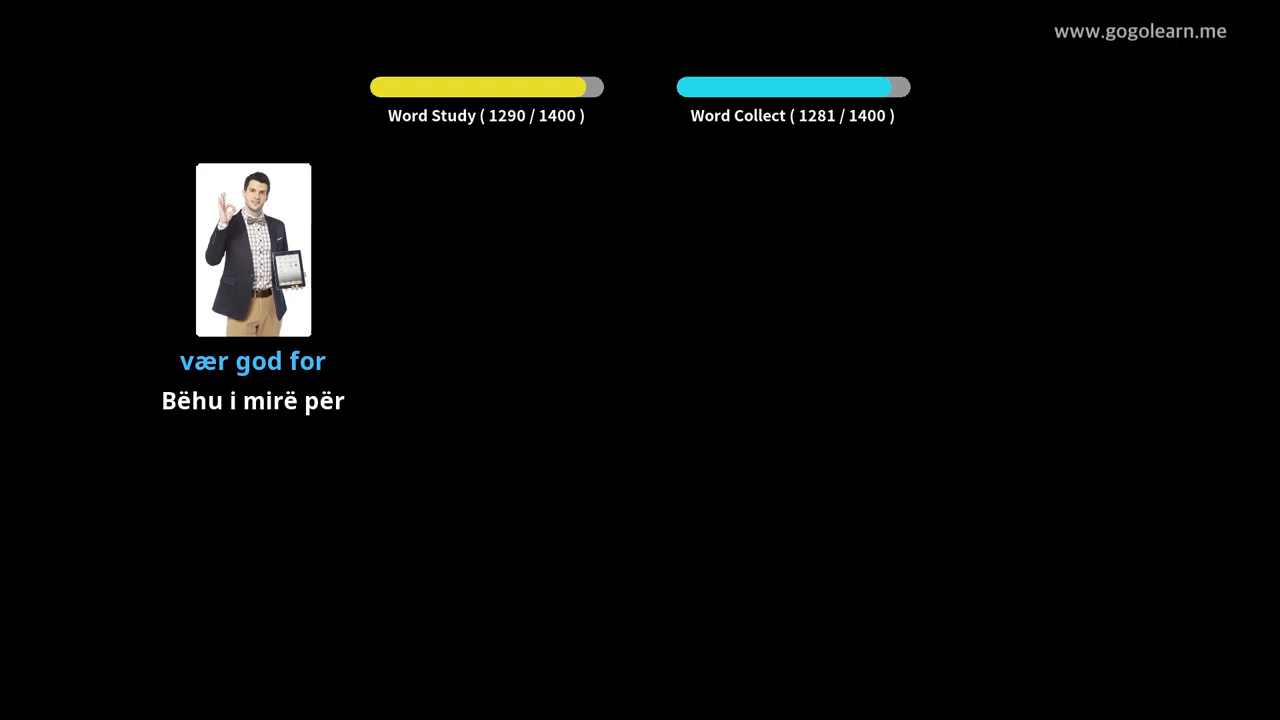 www.gogolearn.me
Word Study ( 1290 / 1400 )
Word Collect ( 1281 / 1400 )
vær god for
Bëhu i mirë për